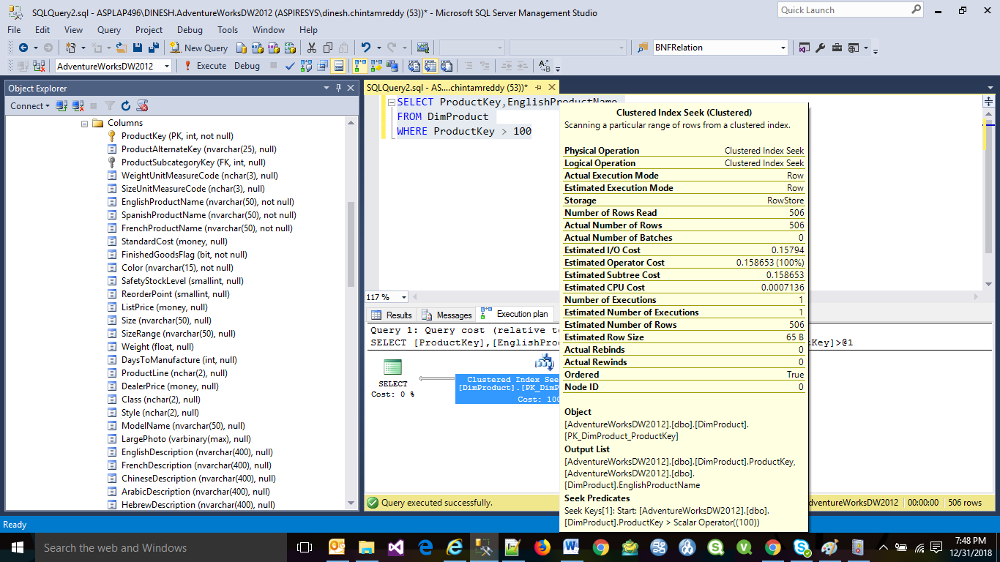 SQLQuery2.sql - ASPLAP496\DINESH.AdventureWorksDW2012 (ASPIRESYS\dinesh.chintamreddy (53))* - Microsoft SQL Server Management Studio
Quick Launch
File Edit View Query Project Debug Tools Window Help
New Query
BNFRelation
AdventureWorksDW2012
Execute Debug
Object Explorer
Connect
Columns
ProductKey (PK, int, not null)
ProductAlternateKey (nvarchar(25), null)
ProductSubcategoryKey (FK, int, null)
WeightUnitMeasureCode (nchar(3), null)
SizeUnitMeasureCode (nchar(3), null)
EnglishProductName (nvarchar(50), not null)
SpanishProductName (nvarchar(50), not null)
FrenchProductName (nvarchar(50), not null)
StandardCost (money, null)
FinishedGoodsFlag (bit, not null)
Color (nvarchar(15), not null)
SafetyStockLevel (smallint, null)
ReorderPoint (smallint, null)
ListPrice (money, null)
Size (nvarchar(50), null)
SizeRange (nvarchar(50), null)
Weight (float, null)
DaysToManufacture (int, null)
ProductLine (nchar(2), null)
DealerPrice (money, null)
Class (nchar(2), null)
Style (nchar(2), null)
ModelName (nvarchar(50), null)
LargePhoto (varbinary(max), null)
EnglishDescription (nvarchar(400), null)
FrenchDescription (nvarchar(400), null)
ChineseDescription (nvarchar(400), null)
ArabicDescription (nvarchar(400), null)
HebrewDescription (nvarchar(400), null)
SQLQuery2.sql - AS....chintamreddy (53))*
SELECT ProductKey,EnglishProductName
FROM DimProduct
WHERE ProductKey > 100
117 %
Results Messages Execution plan
Query 1: Query cost (relative to
SELECT [ProductKey],[EnglishPro
tKey]>@1
SELECT
Cost: 0 %
Clustered Index See
[DimProduct].[PK_DimP
Cost: 100
Clustered Index Seek (Clustered)
Scanning a particular range of rows from a clustered index.
Physical Operation Clustered Index Seek
Logical Operation Clustered Index Seek
Actual Execution Mode Row
Estimated Execution Mode Row
Storage RowStore
Number of Rows Read 506
Actual Number of Rows 506
Actual Number of Batches 0
Estimated I/O Cost 0.15794
Estimated Operator Cost 0.158653 (100%)
Estimated Subtree Cost 0.158653
Estimated CPU Cost 0.0007136
Number of Executions 1
Estimated Number of Executions 1
Estimated Number of Rows 506
Estimated Row Size 65 B
Actual Rebinds 0
Actual Rewinds 0
Ordered True
Node ID 0
Object
[AdventureWorksDW2012].[dbo].[DimProduct].
[PK_DimProduct_ProductKey]
Output List
[AdventureWorksDW2012].[dbo].[DimProduct].ProductKey,
[AdventureWorksDW2012].[dbo].
[DimProduct].EnglishProductName
Seek Predicates
Seek Keys[1]: Start: [AdventureWorksDW2012].[dbo].
[DimProduct].ProductKey > Scalar Operator((100))
Query executed successfully.
dventureWorksDW2012 00:00:00 506 rows
Ready
Search the web and Windows
7:48 PM
12/31/2018